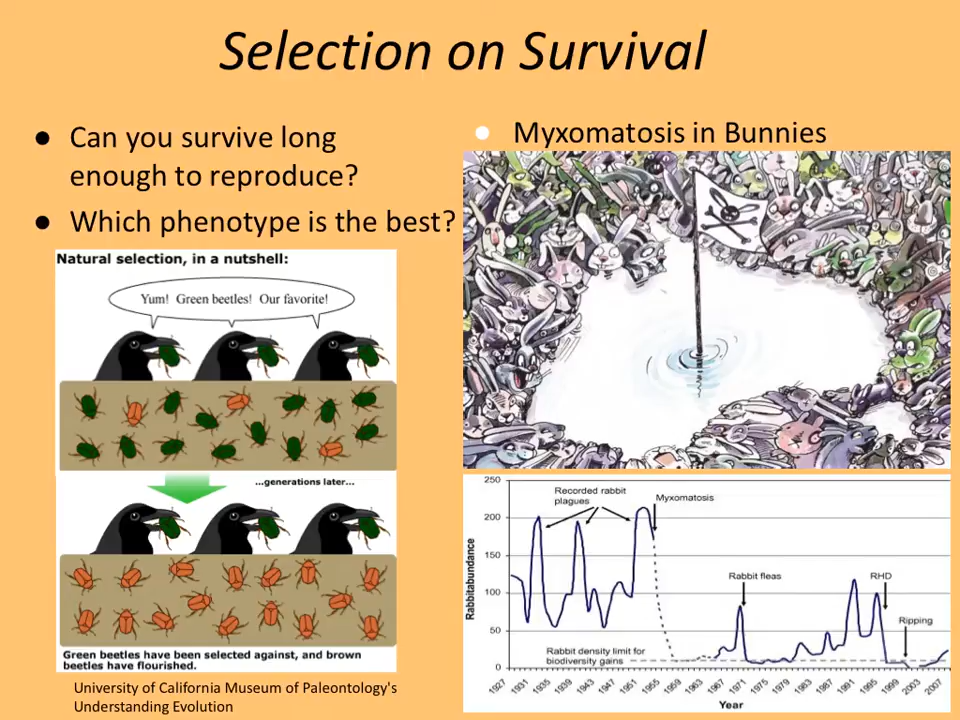 Selection on Survival
● Can you survive long
enough to reproduce?
● Which phenotype is the best?
Natural selection, in a nutshell:
Yum! Green beetles! Our favorite!
...generations later...
Green beetles have been selected against, and brown
beetles have flourished.
University of California Museum of Paleontology's
Understanding Evolution
● Myxomatosis in Bunnies
250
200
150
100
50
0
Rabbitabundance
Recorded rabbit
plagues
Myxomatosis
Rabbit fleas
RHD
Ripping
Rabbit density limit for
biodiversity gains
1927 1931 1935 1939 1943 1947 1951 1955 1959 1963 1967 1971 1975 1979 1983 1987 1991 1995 1999 2003 2007
Year